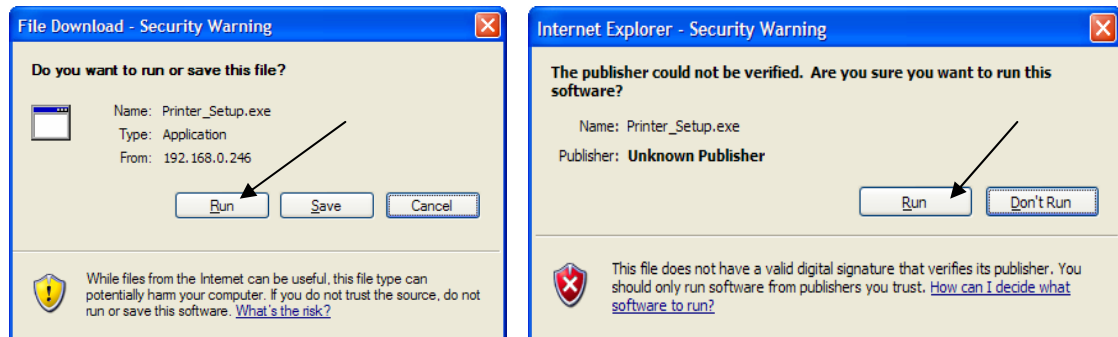 File Download - Security Warning
Do you want to run or save this file?
Name: Printer_Setup.exe
Type: Application
From: 192.168.0.246
Run Save Cancel
While files from the Internet can be useful, this file type can
potentially harm your computer. If you do not trust the source, do not
run or save this software. What's the risk?
Internet Explorer - Security Warning
The publisher could not be verified.  Are you sure you want to run this
software?
Name: Printer_Setup.exe
Publisher: Unknown Publisher
Run Don't Run
This file does not have a valid digital signature that verifies its publisher. You
should only run software from publishers you trust. How can I decide what
software to run?